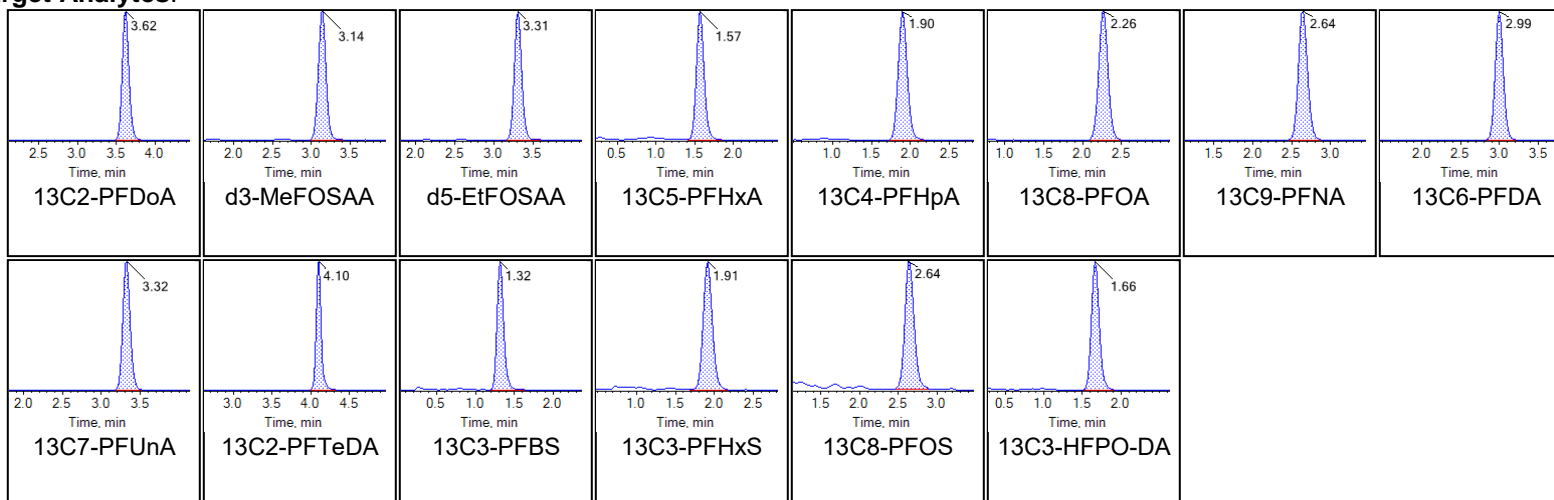 rget Analytes:
3.62 3.14 3.31 1.57 1.90 2.26 2.64 2.99
2.5 3.0 3.5 4.0 2.0 2.5 3.0 3.5 2.0 2.5 3.0 3.5 0.5 1.0 1.5 2.0 1.0 1.5 2.0 2.5 1.0 1.5 2.0 2.5 1.5 2.0 2.5 3.0 2.0 2.5 3.0 3.5
Time, min Time, min Time, min Time, min Time, min Time, min Time, min Time, min
13C2-PFDoA d3-MeFOSAA d5-EtFOSAA 13C5-PFHxA 13C4-PFHpA 13C8-PFOA 13C9-PFNA 13C6-PFDA
3.32 4.10 1.32 1.91 2.64 1.66
2.0 2.5 3.0 3.5 3.0 3.5 4.0 4.5 0.5 1.0 1.5 2.0 1.0 1.5 2.0 2.5 1.5 2.0 2.5 3.0 0.5 1.0 1.5 2.0
Time, min Time, min Time, min Time, min Time, min Time, min
13C7-PFUnA 13C2-PFTeDA 13C3-PFBS 13C3-PFHxS 13C8-PFOS 13C3-HFPO-DA